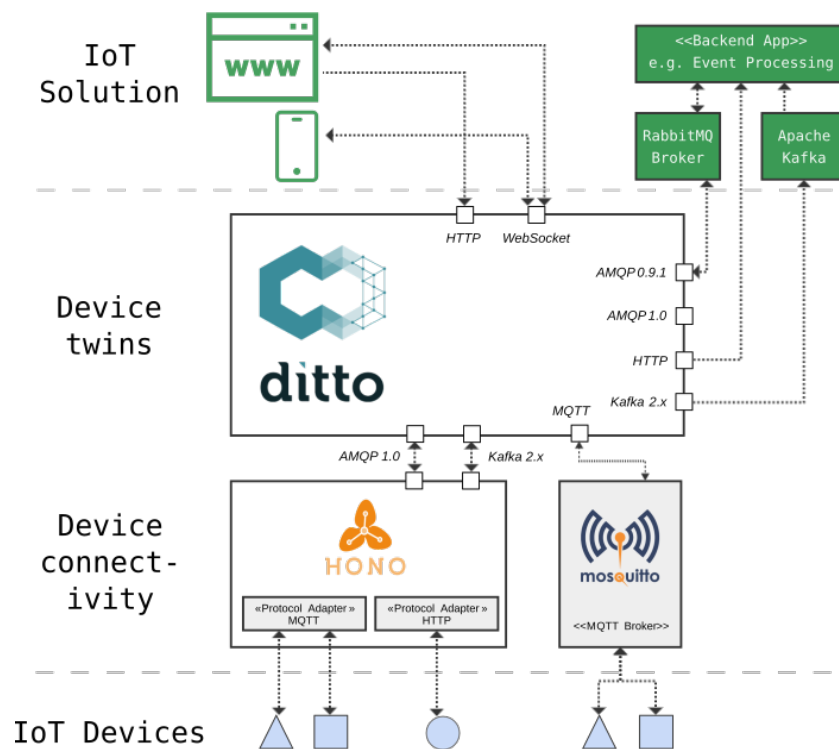 IoT
Solution
www
<<Backend App>>
e.g. Event Processing
RabbitMQ
Broker
Apache
Kafka
HTTP
WebSocket
Device
twins
ditto
AMQP 0.9.1
AMQP 1.0
HTTP
Kafka 2.x
MQTT
AMQP 1.0
Kafka 2.x
Device
connect-
ivity
HONO
«Protocol Adapter»
MQTT
«Protocol Adapter»
HTTP
mosquitto
<<MQTT Broker>>
IoT Devices